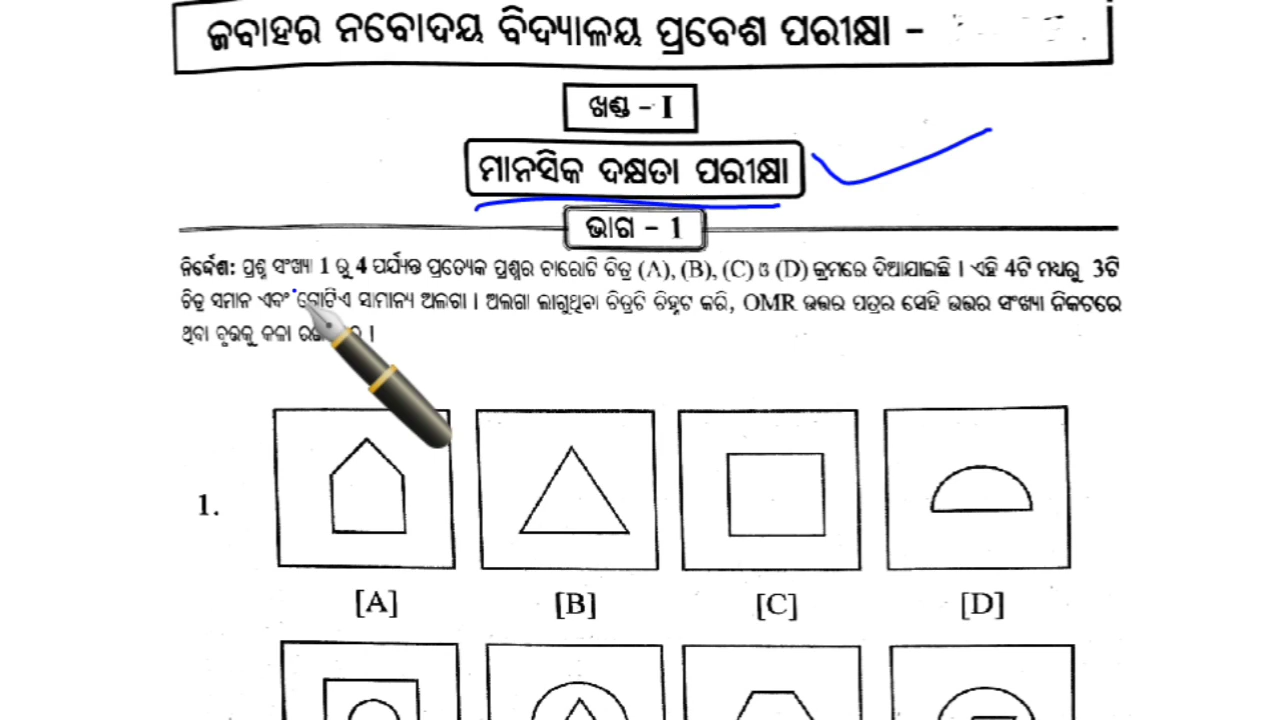 ଜବାହର ନବୋଦୟ ବିଦ୍ୟାଳୟ ପ୍ରବେଶ ପରୀକ୍ଷା –
ଖଣ୍ଡ – I
ମାନସିକ ଦକ୍ଷତା ପରୀକ୍ଷା
ଭାଗ – 1
ନିର୍ଦ୍ଦେଶ: ପ୍ରଶ୍ନ ସଂଖ୍ୟା 1 ରୁ 4 ପର୍ଯ୍ୟନ୍ତ ପ୍ରତ୍ୟେକ ପ୍ରଶ୍ନର ଚାରୋଟି ଚିତ୍ର (A), (B), (C) ଓ (D) କ୍ରମରେ ଦିଆଯାଇଛି । ଏହି 4ଟି ମଧ୍ୟରୁ 3ଟି
ଚିତ୍ର ସମାନ ଏବଂ ଗୋଟିଏ ସାମାନ୍ୟ ଅଲଗା । ଅଲଗା ଲାଗୁଥିବା ଚିତ୍ରଟି ଚିହ୍ନଟ କରି, OMR ଉତ୍ତର ପତ୍ରର ସେହି ଉତ୍ତର ସଂଖ୍ୟା ନିକଟରେ
ଥିବା ବୃତ୍ତକୁ କଳା ।
1.
[A] [B] [C] [D]